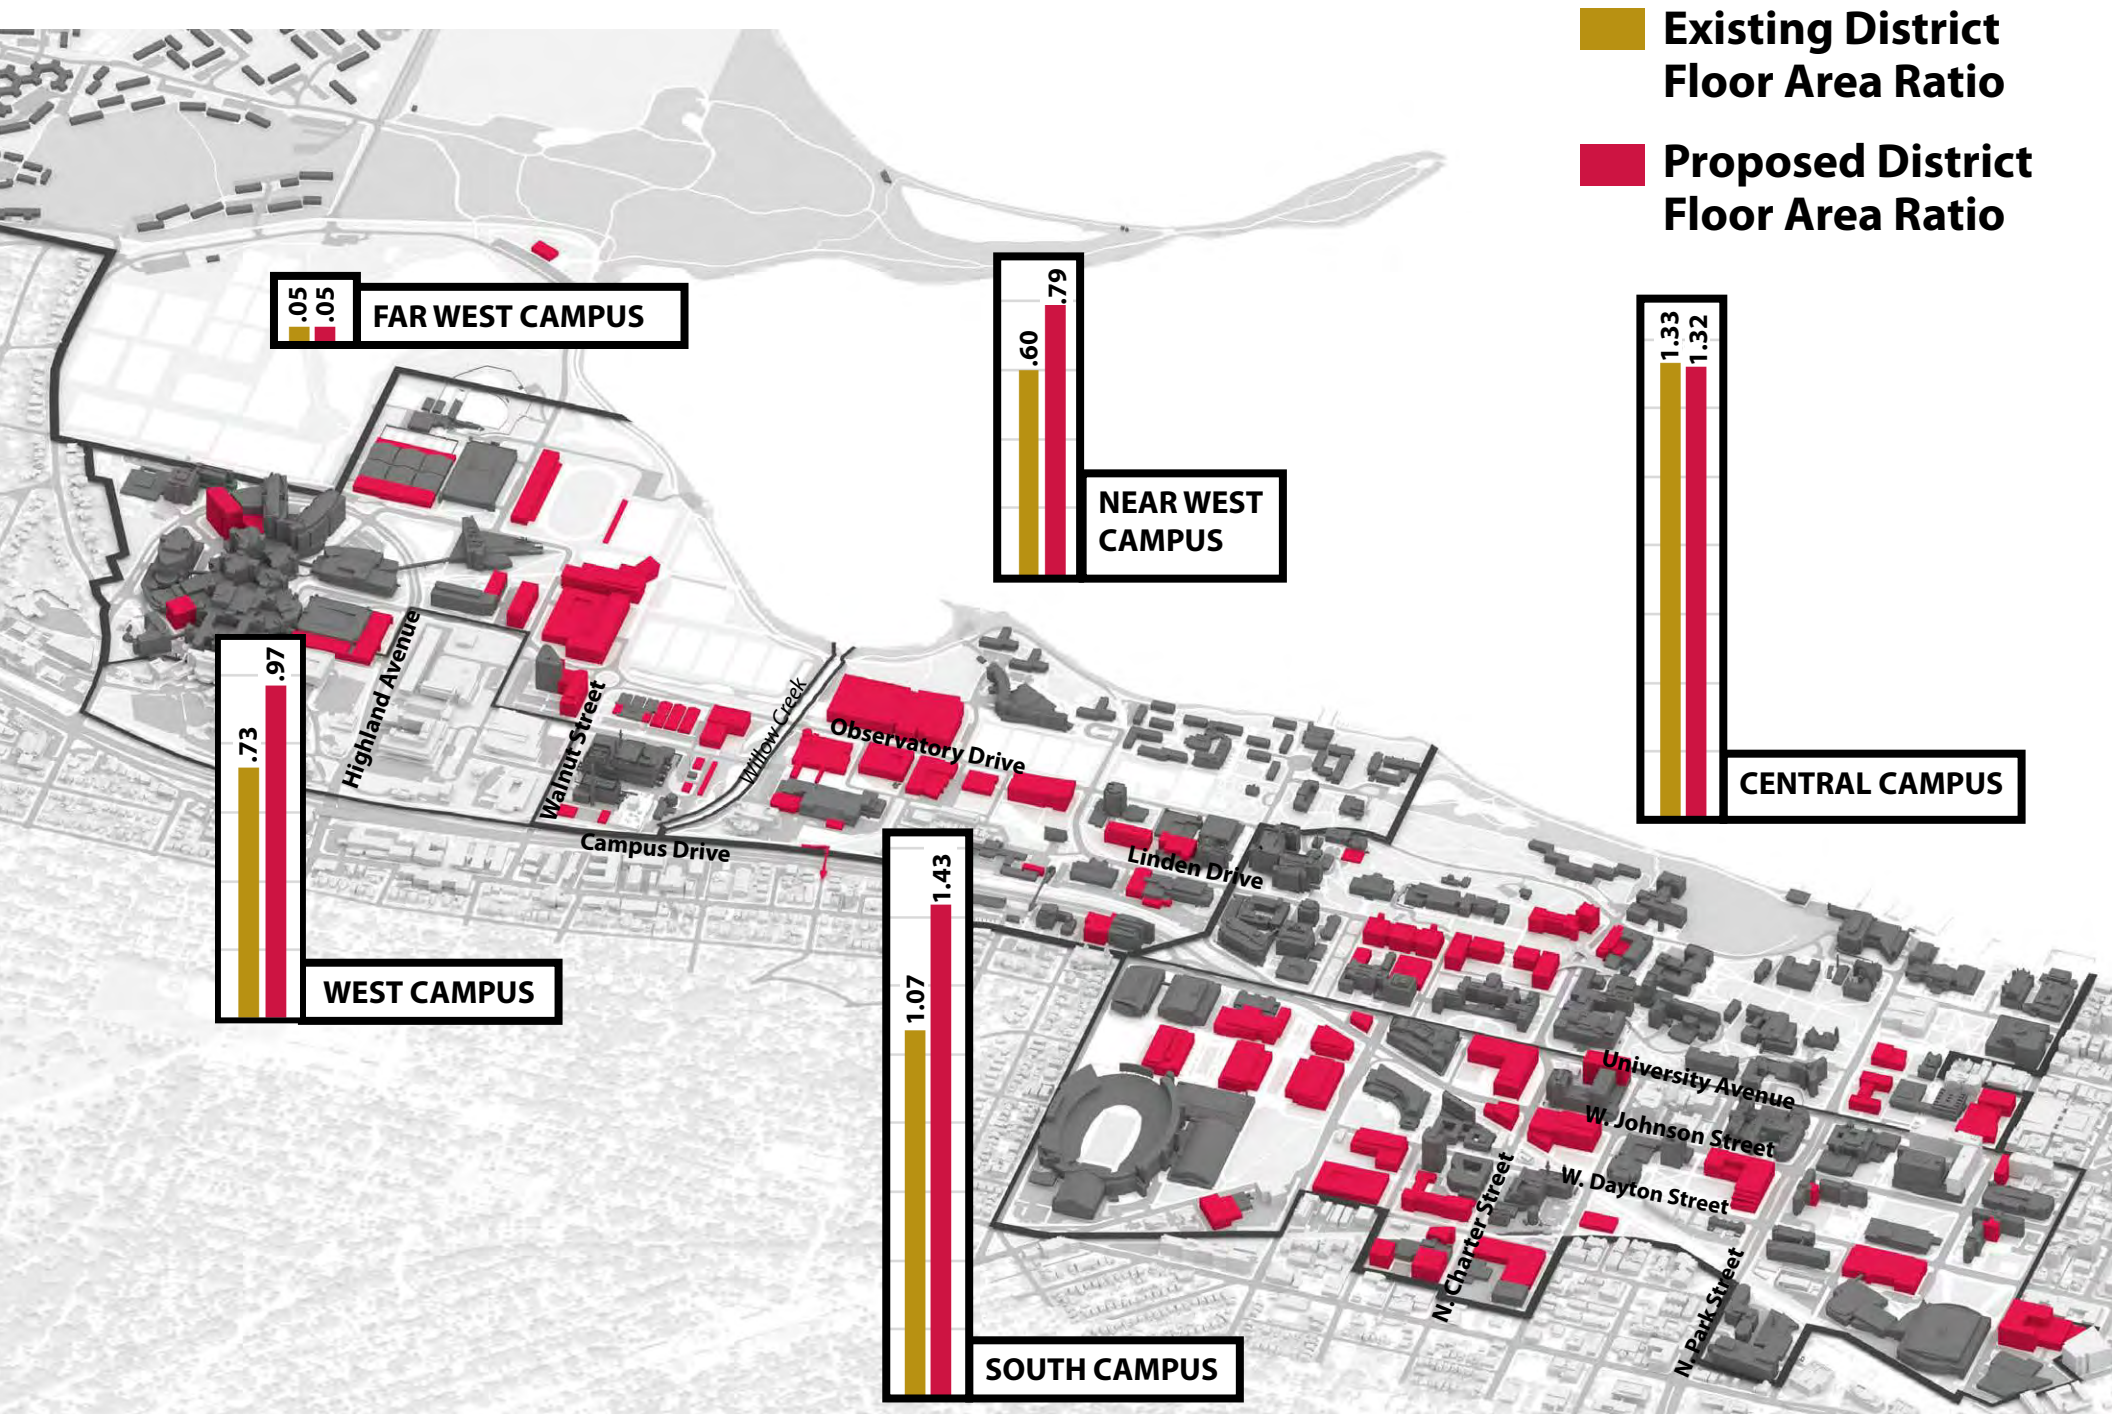 Existing District
Floor Area Ratio
Proposed District
Floor Area Ratio
.05
.05
FAR WEST CAMPUS
.60
.79
NEAR WEST
CAMPUS
1.33
1.32
CENTRAL CAMPUS
.73
.97
WEST CAMPUS
1.07
1.43
SOUTH CAMPUS
Highland Avenue
Walnut Street
Willow Creek
Observatory Drive
Campus Drive
Linden Drive
University Avenue
W. Johnson Street
W. Dayton Street
N. Charter Street
N. Park Street